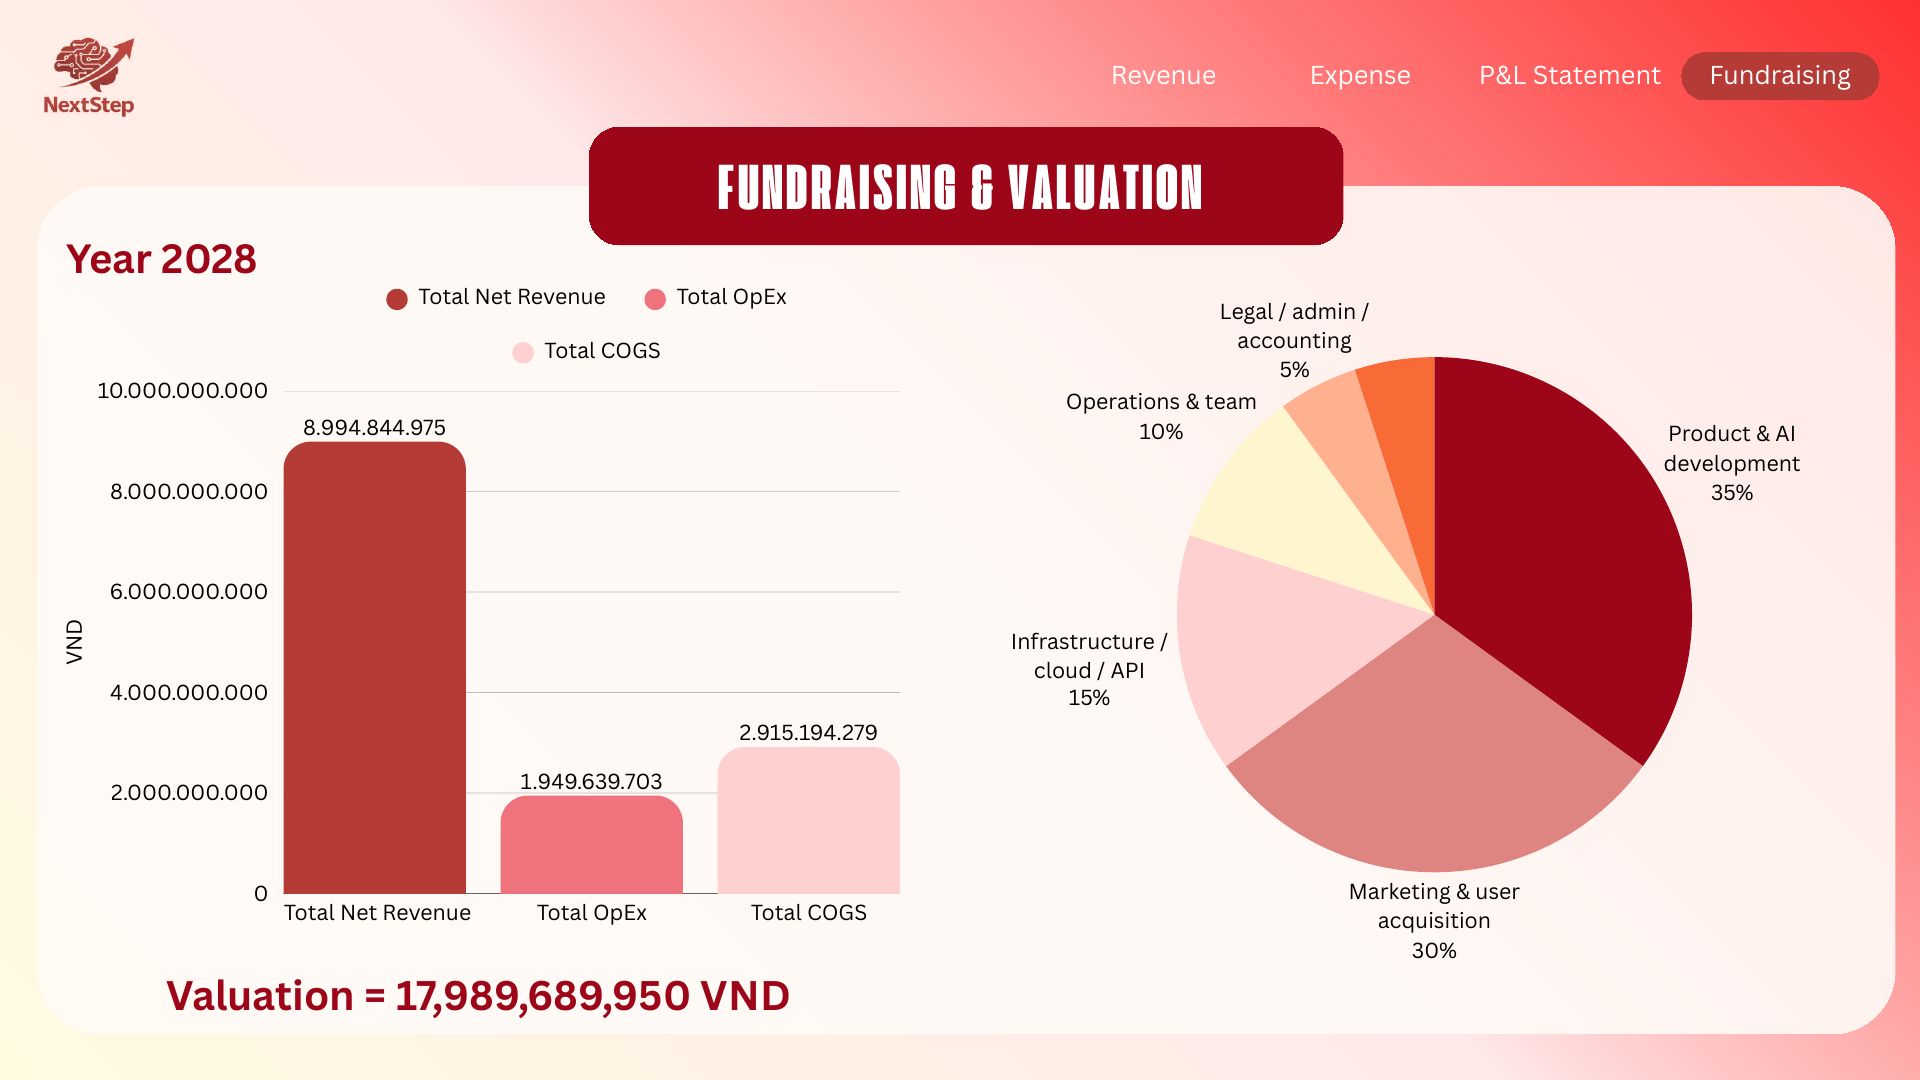 NextStep
Revenue
Expense
P&L Statement
Fundraising
FUNDRAISING & VALUATION
Year 2028
Total Net Revenue
Total OpEx
Total COGS
VND
10.000.000.000
8.000.000.000
6.000.000.000
4.000.000.000
2.000.000.000
0
8.994.844.975
1.949.639.703
2.915.194.279
Total Net Revenue
Total OpEx
Total COGS
Valuation = 17,989,689,950 VND
Legal / admin /
accounting
5%
Operations & team
10%
Infrastructure /
cloud / API
15%
Product & AI
development
35%
Marketing & user
acquisition
30%